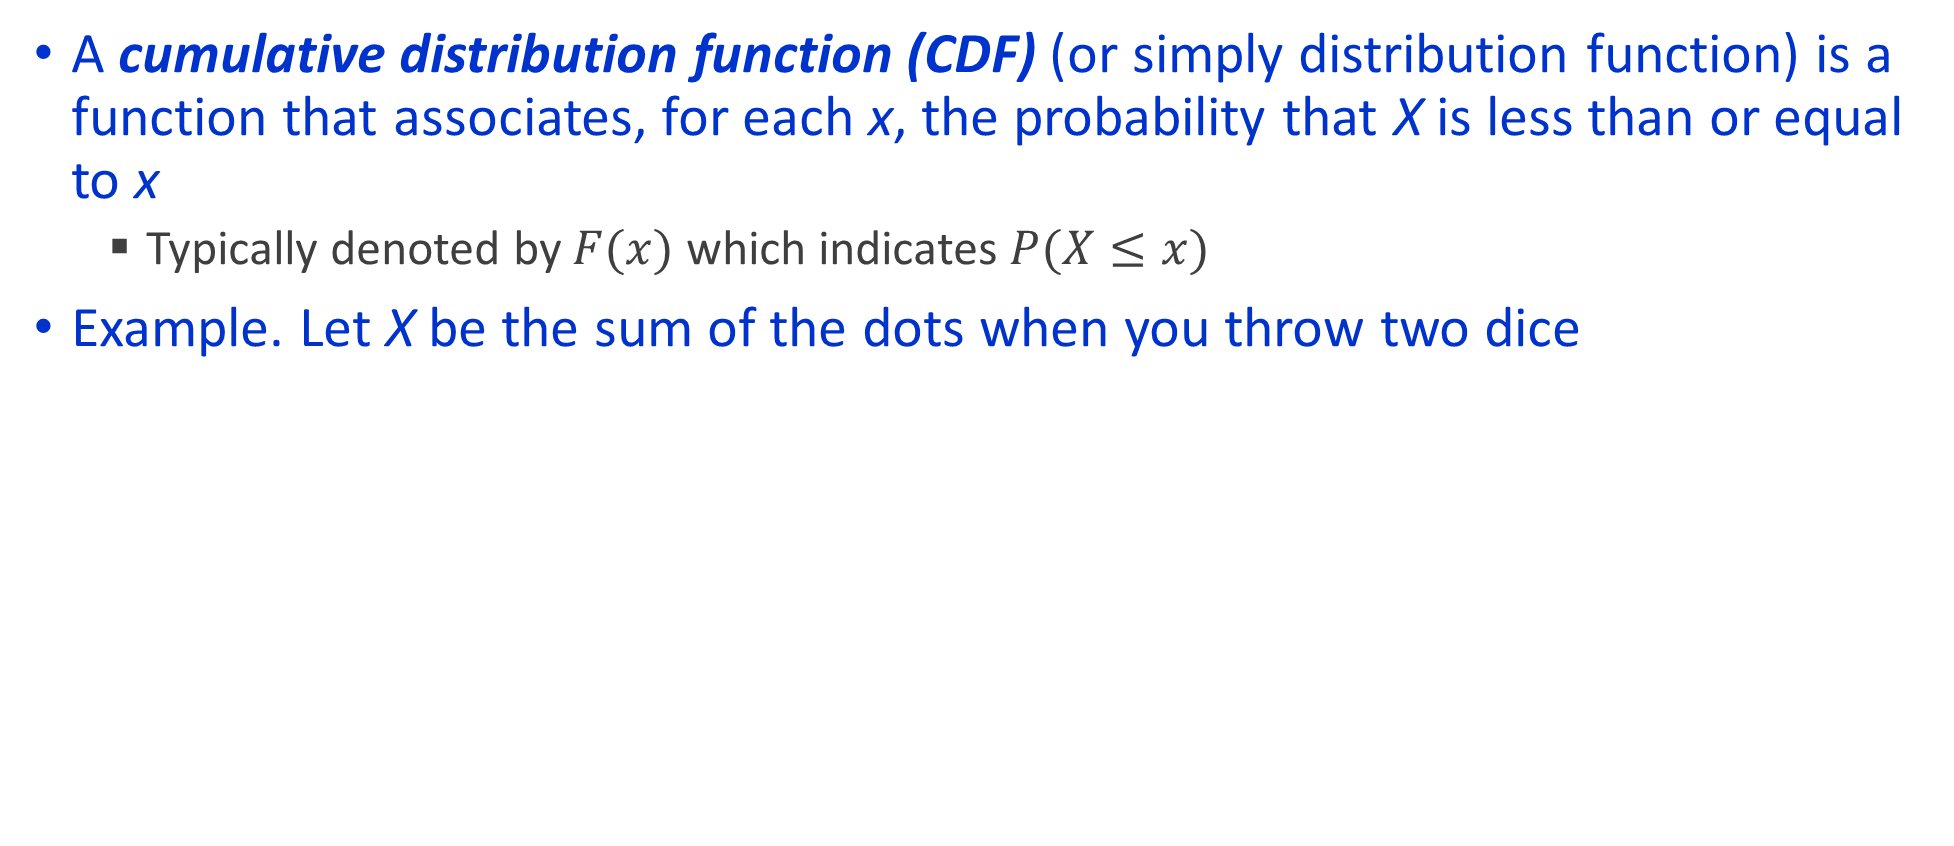 • A cumulative distribution function (CDF) (or simply distribution function) is a
function that associates, for each x, the probability that X is less than or equal
to x
▪ Typically denoted by F(x) which indicates P(X ≤ x)
• Example. Let X be the sum of the dots when you throw two dice